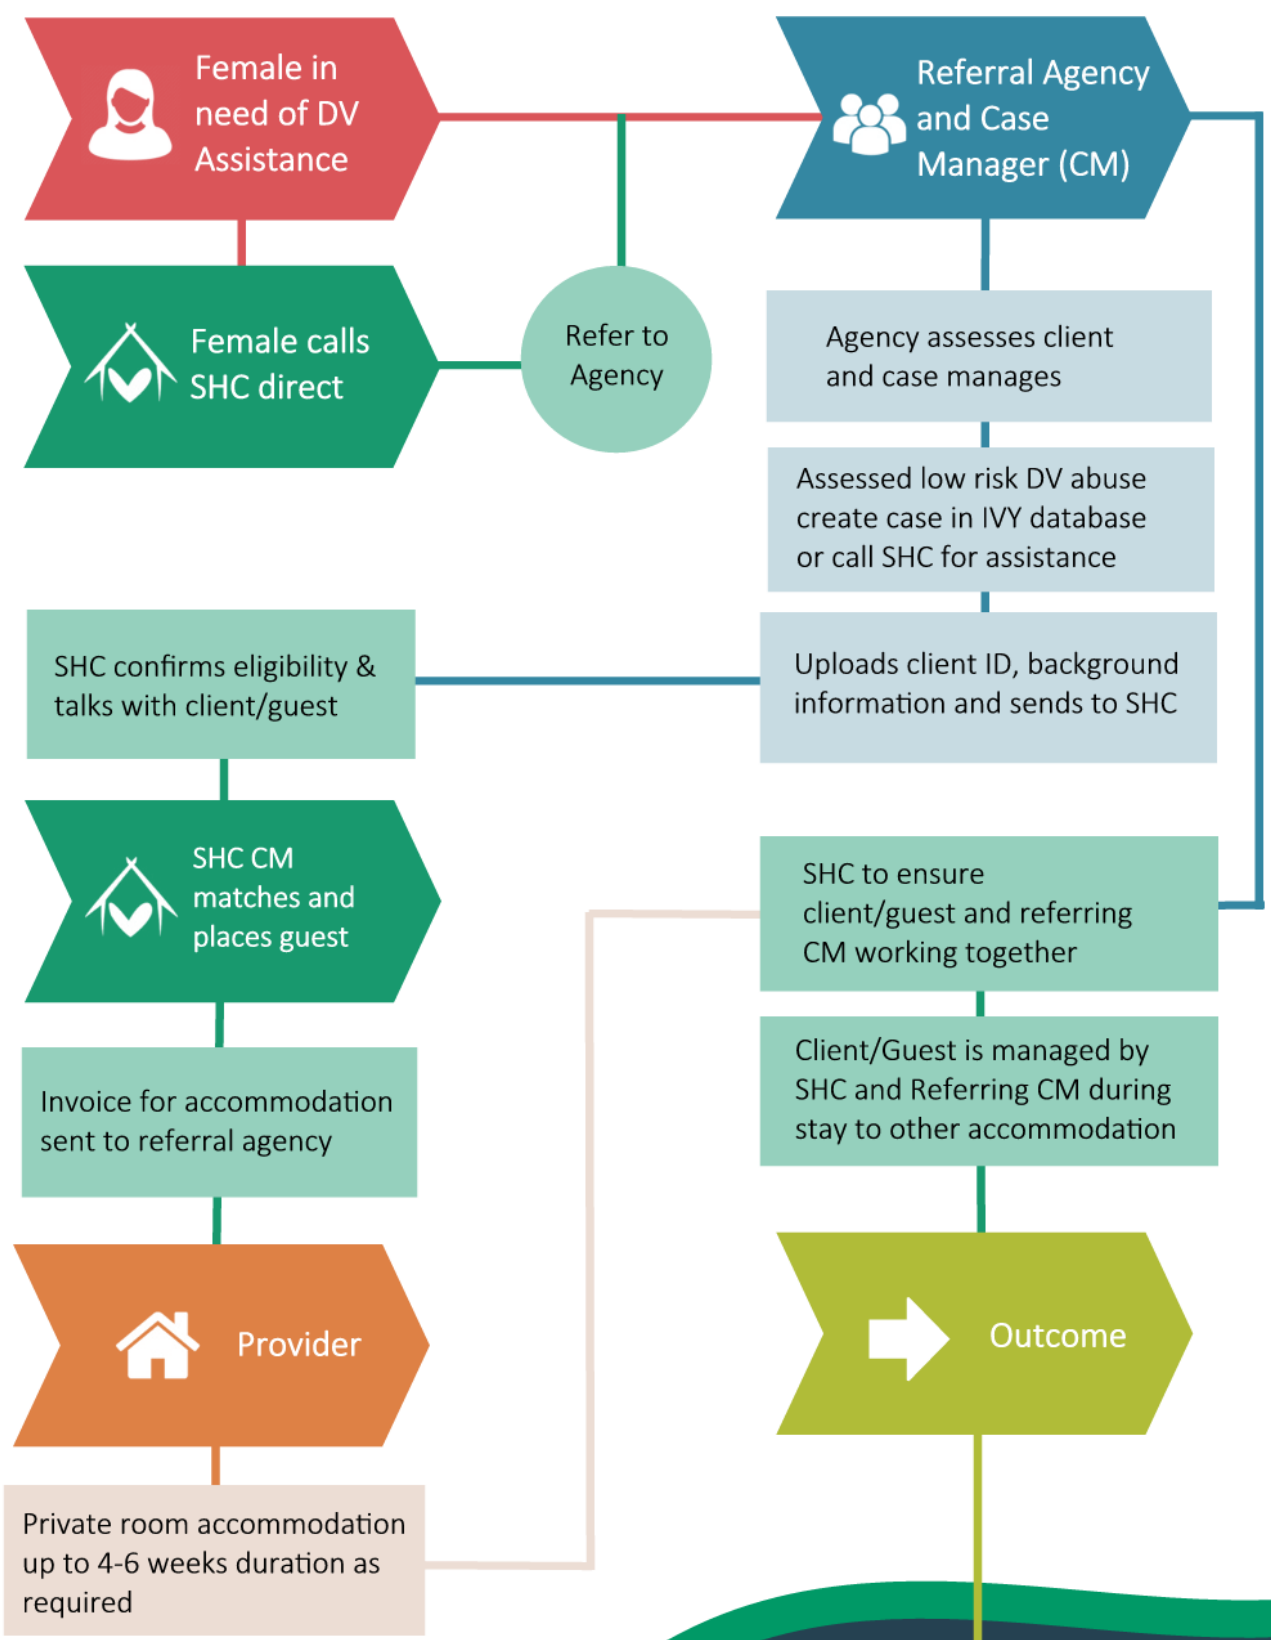 Female in
need of DV
Assistance
Referral Agency
and Case
Manager (CM)
Female calls
SHC direct
Refer to
Agency
Agency assesses client
and case manages
Assessed low risk DV abuse
create case in IVY database
or call SHC for assistance
Uploads client ID, background
information and sends to SHC
SHC confirms eligibility &
talks with client/guest
SHC CM
matches and
places guest
Invoice for accommodation
sent to referral agency
Provider
Private room accommodation
up to 4-6 weeks duration as
required
SHC to ensure
client/guest and referring
CM working together
Client/Guest is managed by
SHC and Referring CM during
stay to other accommodation
Outcome